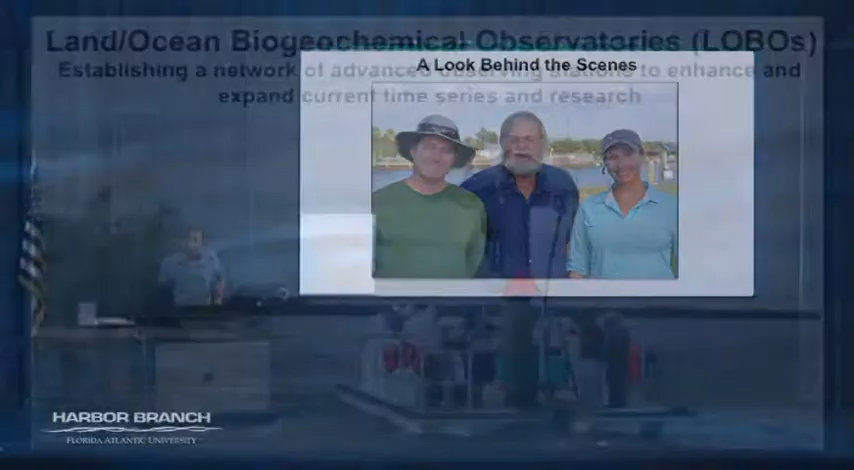 Land/Ocean Biogeochemical Observatories (LOBOs)
A Look Behind the Scenes
Establishing a network of advanced observing stations to enhance and
expand current time series and research
HARBOR BRANCH
FLORIDA ATLANTIC UNIVERSITY